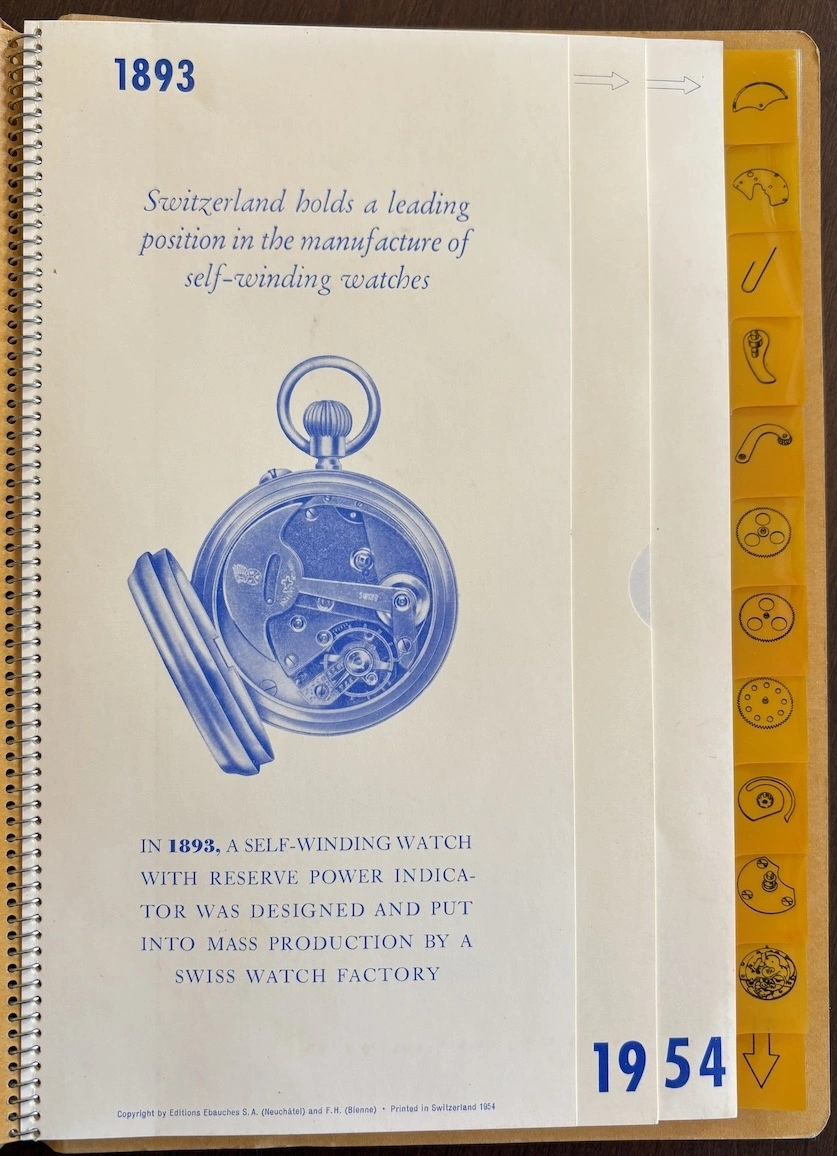 1893
Switzerland holds a leading
position in the manufacture of
self-winding watches
IN 1893, A SELF-WINDING WATCH
WITH RESERVE POWER INDICA-
TOR WAS DESIGNED AND PUT
INTO MASS PRODUCTION BY A
SWISS WATCH FACTORY
1954
Copyright by Editions Ebauches S.A. (Neuchâtel) and F.H. (Bienne) • Printed in Switzerland 1954